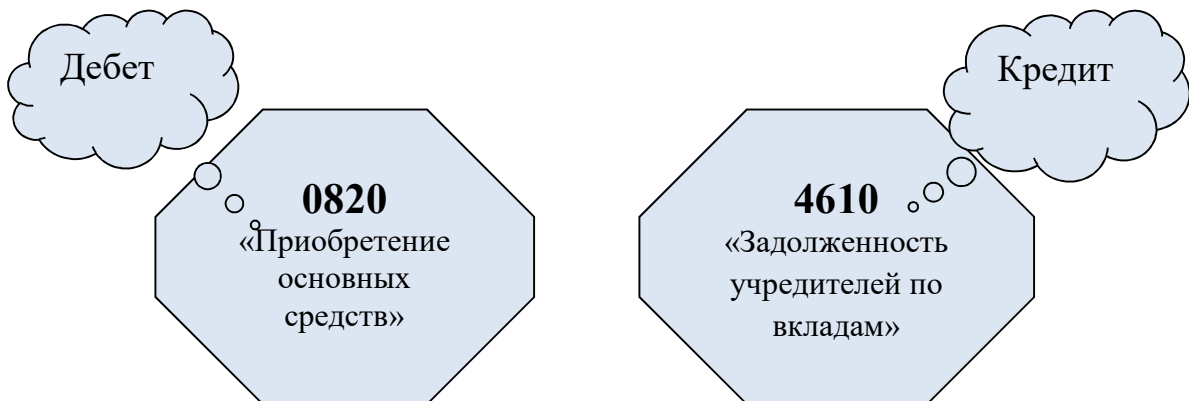 Дебет
Кредит
0820
«Приобретение
основных
средств»
4610
«Задолженность
учредителей по
вкладам»